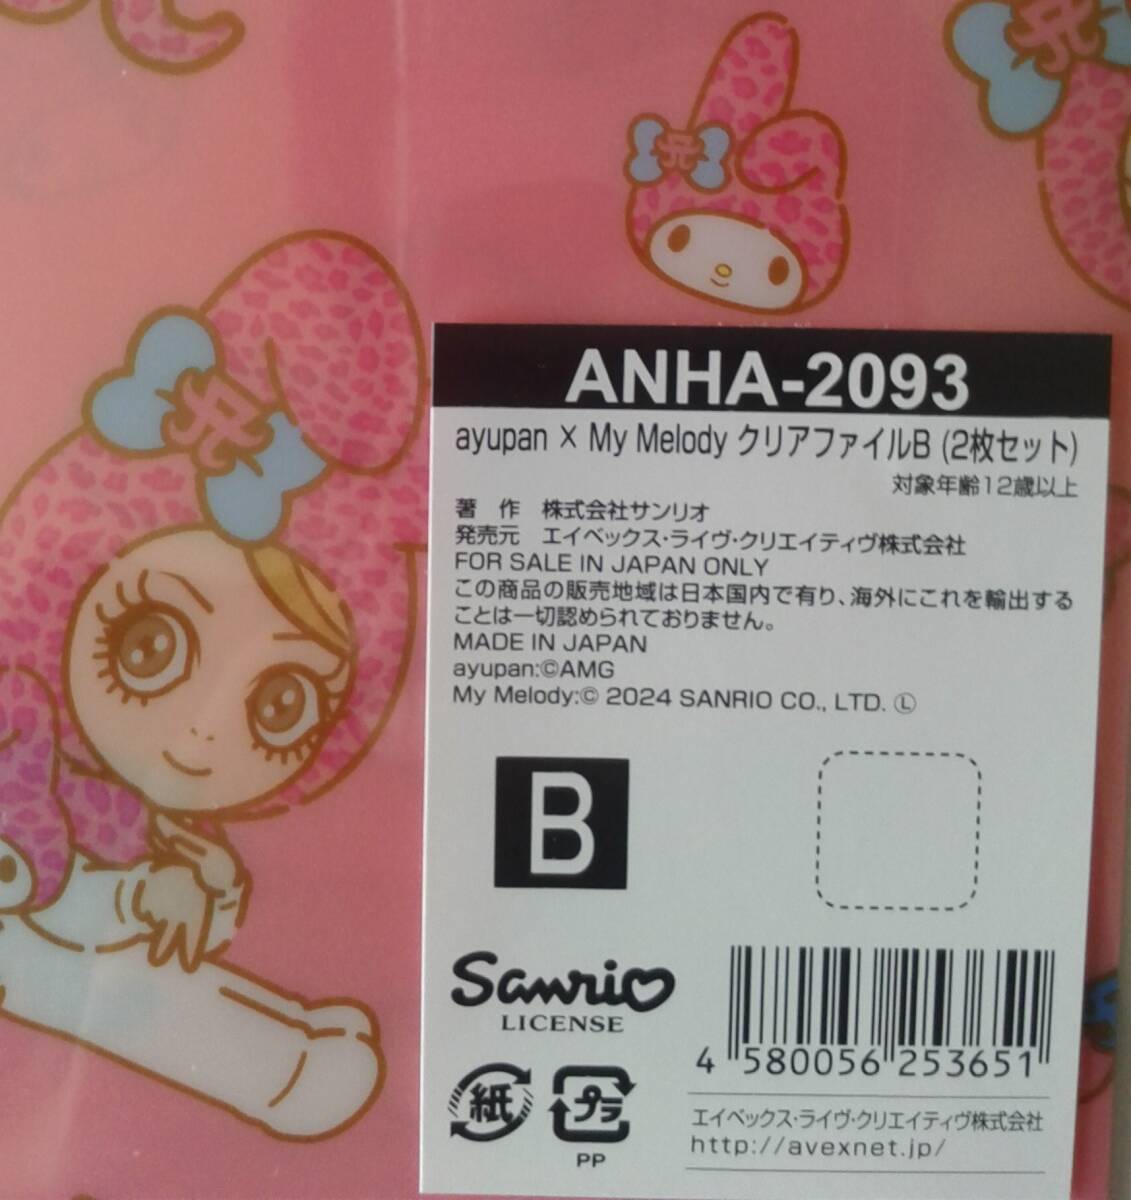 ANHA-2093
ayupan × My Melody クリアファイルB (2枚セット)
対象年齢12歳以上
著　作　株式会社サンリオ
発売元　エイベックス・ライヴ・クリエイティヴ株式会社
FOR SALE IN JAPAN ONLY
この商品の販売地域は日本国内で有り、海外にこれを輸出する
ことは一切認められておりません。
MADE IN JAPAN
ayupan:©AMG
My Melody:© 2024 SANRIO CO., LTD. Ⓛ
B
Sanrio
LICENSE
4 580056 253651
紙
プラ
PP
エイベックス・ライヴ・クリエイティヴ株式会社
http://avexnet.jp/